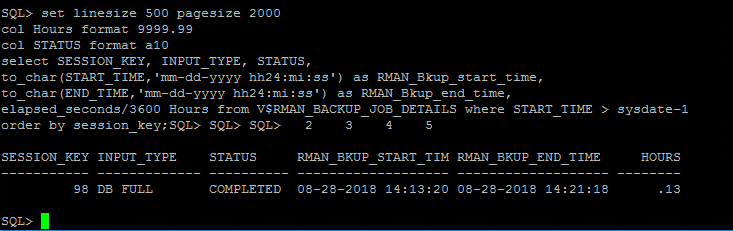 SQL> set linesize 500 pagesize 2000
col Hours format 9999.99
col STATUS format a10
select SESSION_KEY, INPUT_TYPE, STATUS,
to_char(START_TIME,'mm-dd-yyyy hh24:mi:ss') as RMAN_Bkup_start_time,
to_char(END_TIME,'mm-dd-yyyy hh24:mi:ss') as RMAN_Bkup_end_time,
elapsed_seconds/3600 Hours from V$RMAN_BACKUP_JOB_DETAILS where START_TIME > sysdate-1
order by session_key;SQL> SQL> SQL>   2    3    4    5
SESSION_KEY INPUT_TYPE    STATUS     RMAN_BKUP_START_TIM RMAN_BKUP_END_TIME     HOURS
----------- ------------- ---------- ------------------- ------------------- --------
         98 DB FULL       COMPLETED  08-28-2018 14:13:20 08-28-2018 14:21:18      .13
SQL>